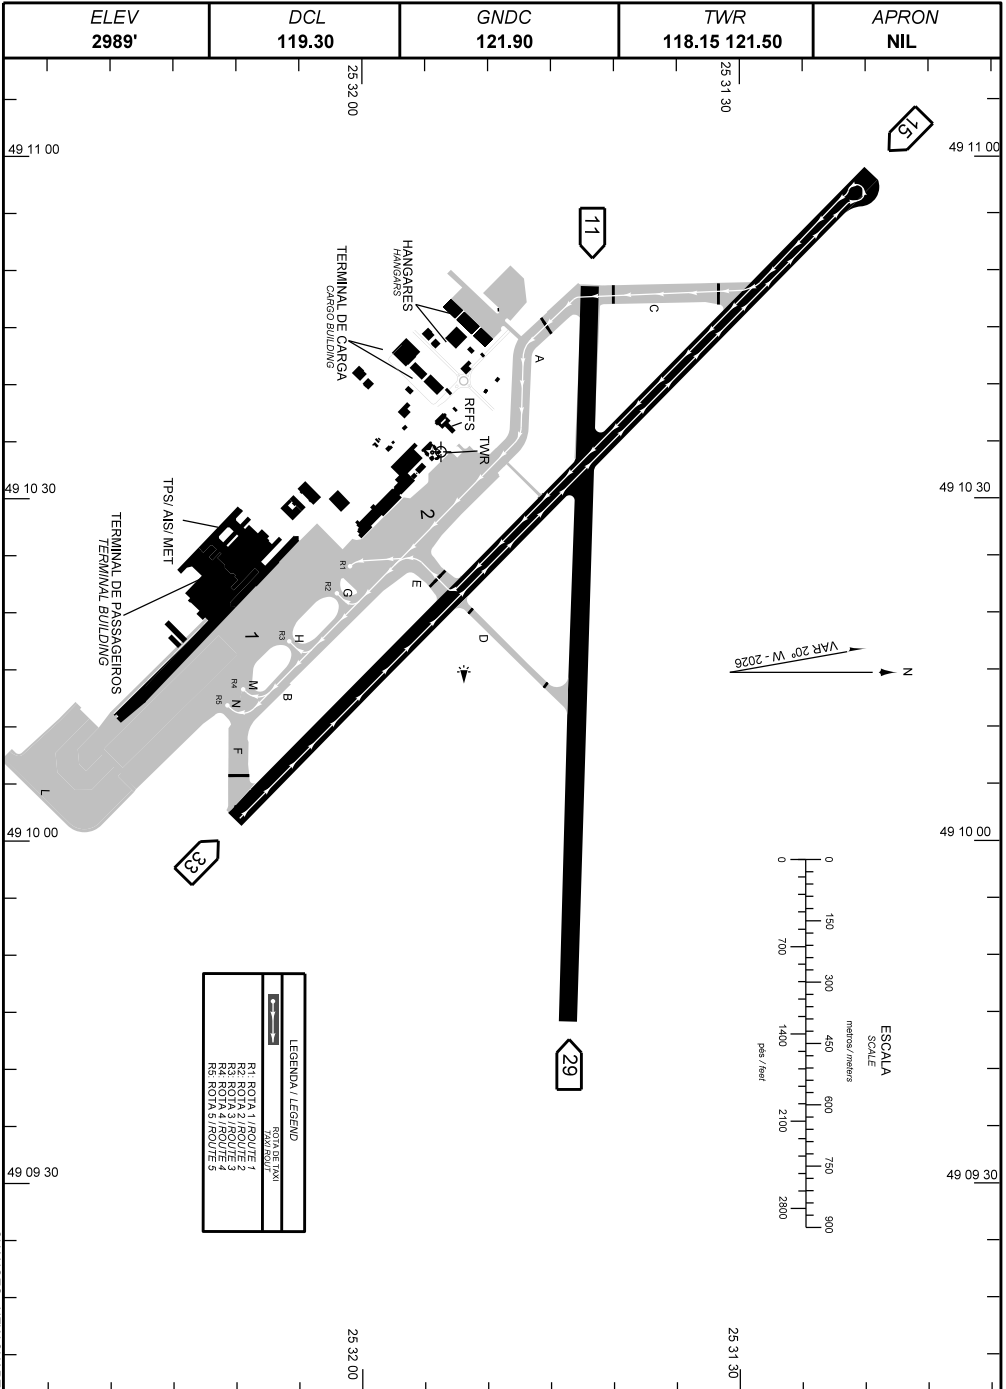 ELEV
2989'
DCL
119.30
GNDC
121.90
TWR
118.15 121.50
APRON
NIL
25 32 00
25 31 30
15
49 11 00
49 11 00
11
HANGARES
HANGARS
TERMINAL DE CARGA
CARGO BUILDING
C
A
RFFS
TWR
49 10 30
49 10 30
2
TPS/ AIS/ MET
TERMINAL DE PASSAGEIROS
TERMINAL BUILDING
R1
R2
G
E
D
1
R3
H
R4
M
R5
N
B
F
L
VAR 20° W - 2026
N
49 10 00
49 10 00
33
29
0 150 300 450 600 750 900
0 700 1400 2100 2800
metros / meters
pés / feet
ESCALA
SCALE
LEGENDA / LEGEND
ROTA DE TAXI
TAXI ROUT
R1: ROTA 1 / ROUTE 1
R2: ROTA 2 / ROUTE 2
R3: ROTA 3 / ROUTE 3
R4: ROTA 4 / ROUTE 4
R5: ROTA 5 / ROUTE 5
49 09 30
49 09 30
25 32 00
25 31 30